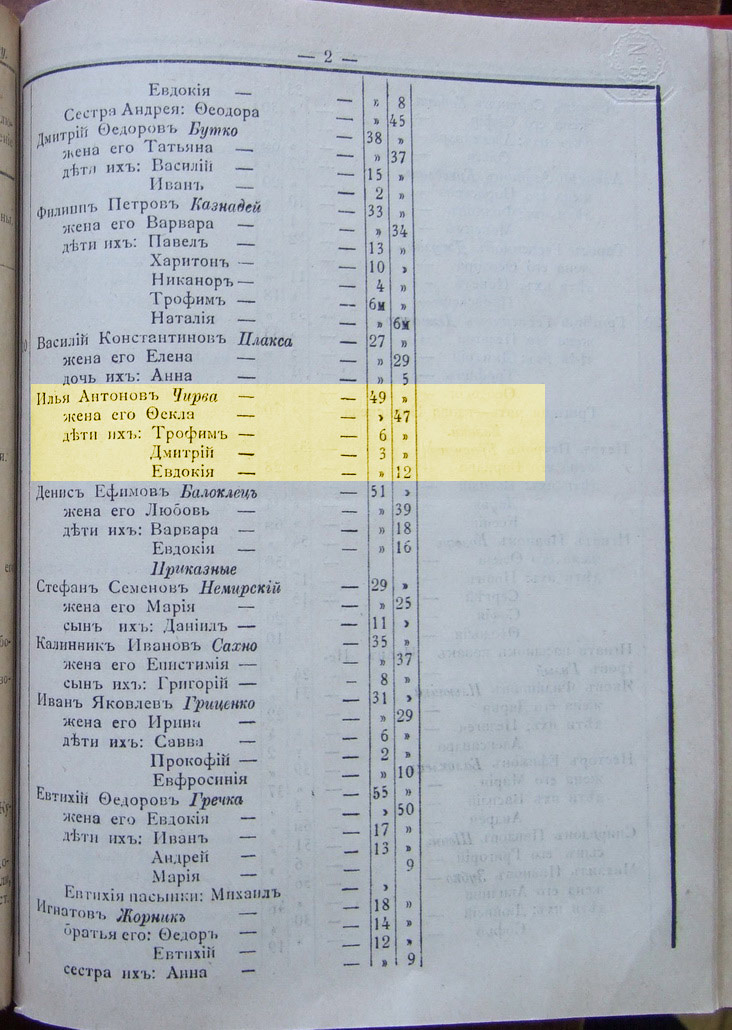 — 2 —
Евдокія — — » 8
Сестра Андрея: Ѳеодора — » 45
Дмитрій Ѳедоровъ Бутко — 38 »
жена его Татьяна — — » 37
дѣти ихъ: Василій — — 15 »
Иванъ — — 2 »
Филиппъ Петровъ Казнадей — 33 »
жена его Варвара — — » 34
дѣти ихъ: Павелъ — — 13 »
Харитонъ — — 10 »
Никаноръ — — 4 »
Трофимъ — — 6м »
Наталія — — » 6м
Василій Константиновъ Плакса — 27 »
жена его Елена — — » 29
дочь ихъ: Анна — — » 5
Илья Антоновъ Чирва — — 49 »
жена его Ѳекла — — » 47
дѣти ихъ: Трофимъ — — 6 »
Дмитрій — — 3 »
Евдокія — — » 12
Денисъ Ефимовъ Балоклецъ — 51 »
жена его Любовь — — » 39
дѣти ихъ: Варвара — — » 18
Евдокія — — » 16
Приказные
Стефанъ Семеновъ Немирскій — 29 »
жена его Марія — — » 25
сынъ ихъ: Даніилъ — — 11 »
Калинникъ Ивановъ Сахно — 35 »
жена его Епистимія — — » 37
сынъ ихъ: Григорій — — 8 »
Иванъ Яковлевъ Гриценко — 31 »
жена его Ирина — — » 29
дѣти ихъ: Савва — — 6 »
Прокофій — — 2 »
Евфросинія — » 10
Евтихій Ѳедоровъ Гречка — 55 »
жена его Евдокія — — » 50
дѣти ихъ: Иванъ — — 17 »
Андрей — — 13 »
Марія — — 9
Евтихія пасынки: Михаилъ — »
Игнатовъ Жорникъ — — 18 »
братья его: Ѳедоръ — — 14 »
Евтихій — — 12 »
сестра ихъ: Анна — — » 9